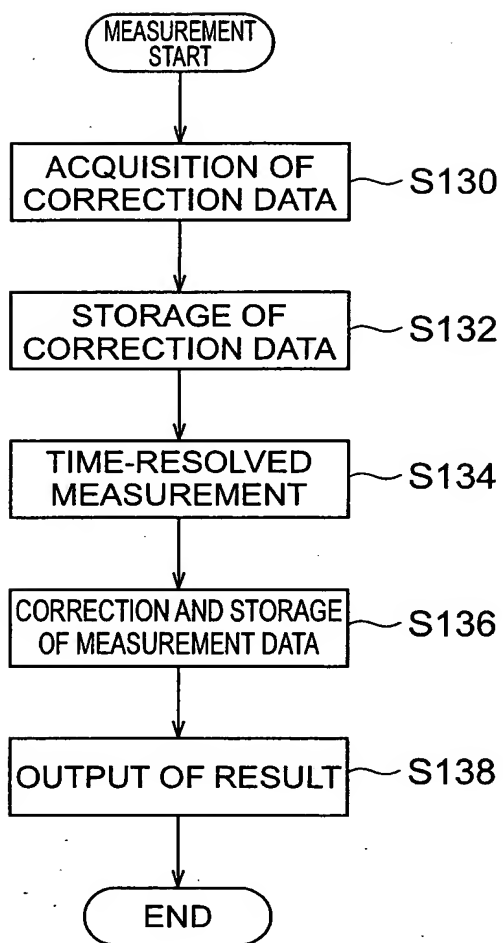 MEASUREMENT
START
ACQUISITION OF
CORRECTION DATA
S130
STORAGE OF
CORRECTION DATA
S132
TIME-RESOLVED
MEASUREMENT
S134
CORRECTION AND STORAGE
OF MEASUREMENT DATA
S136
OUTPUT OF RESULT
S138
END